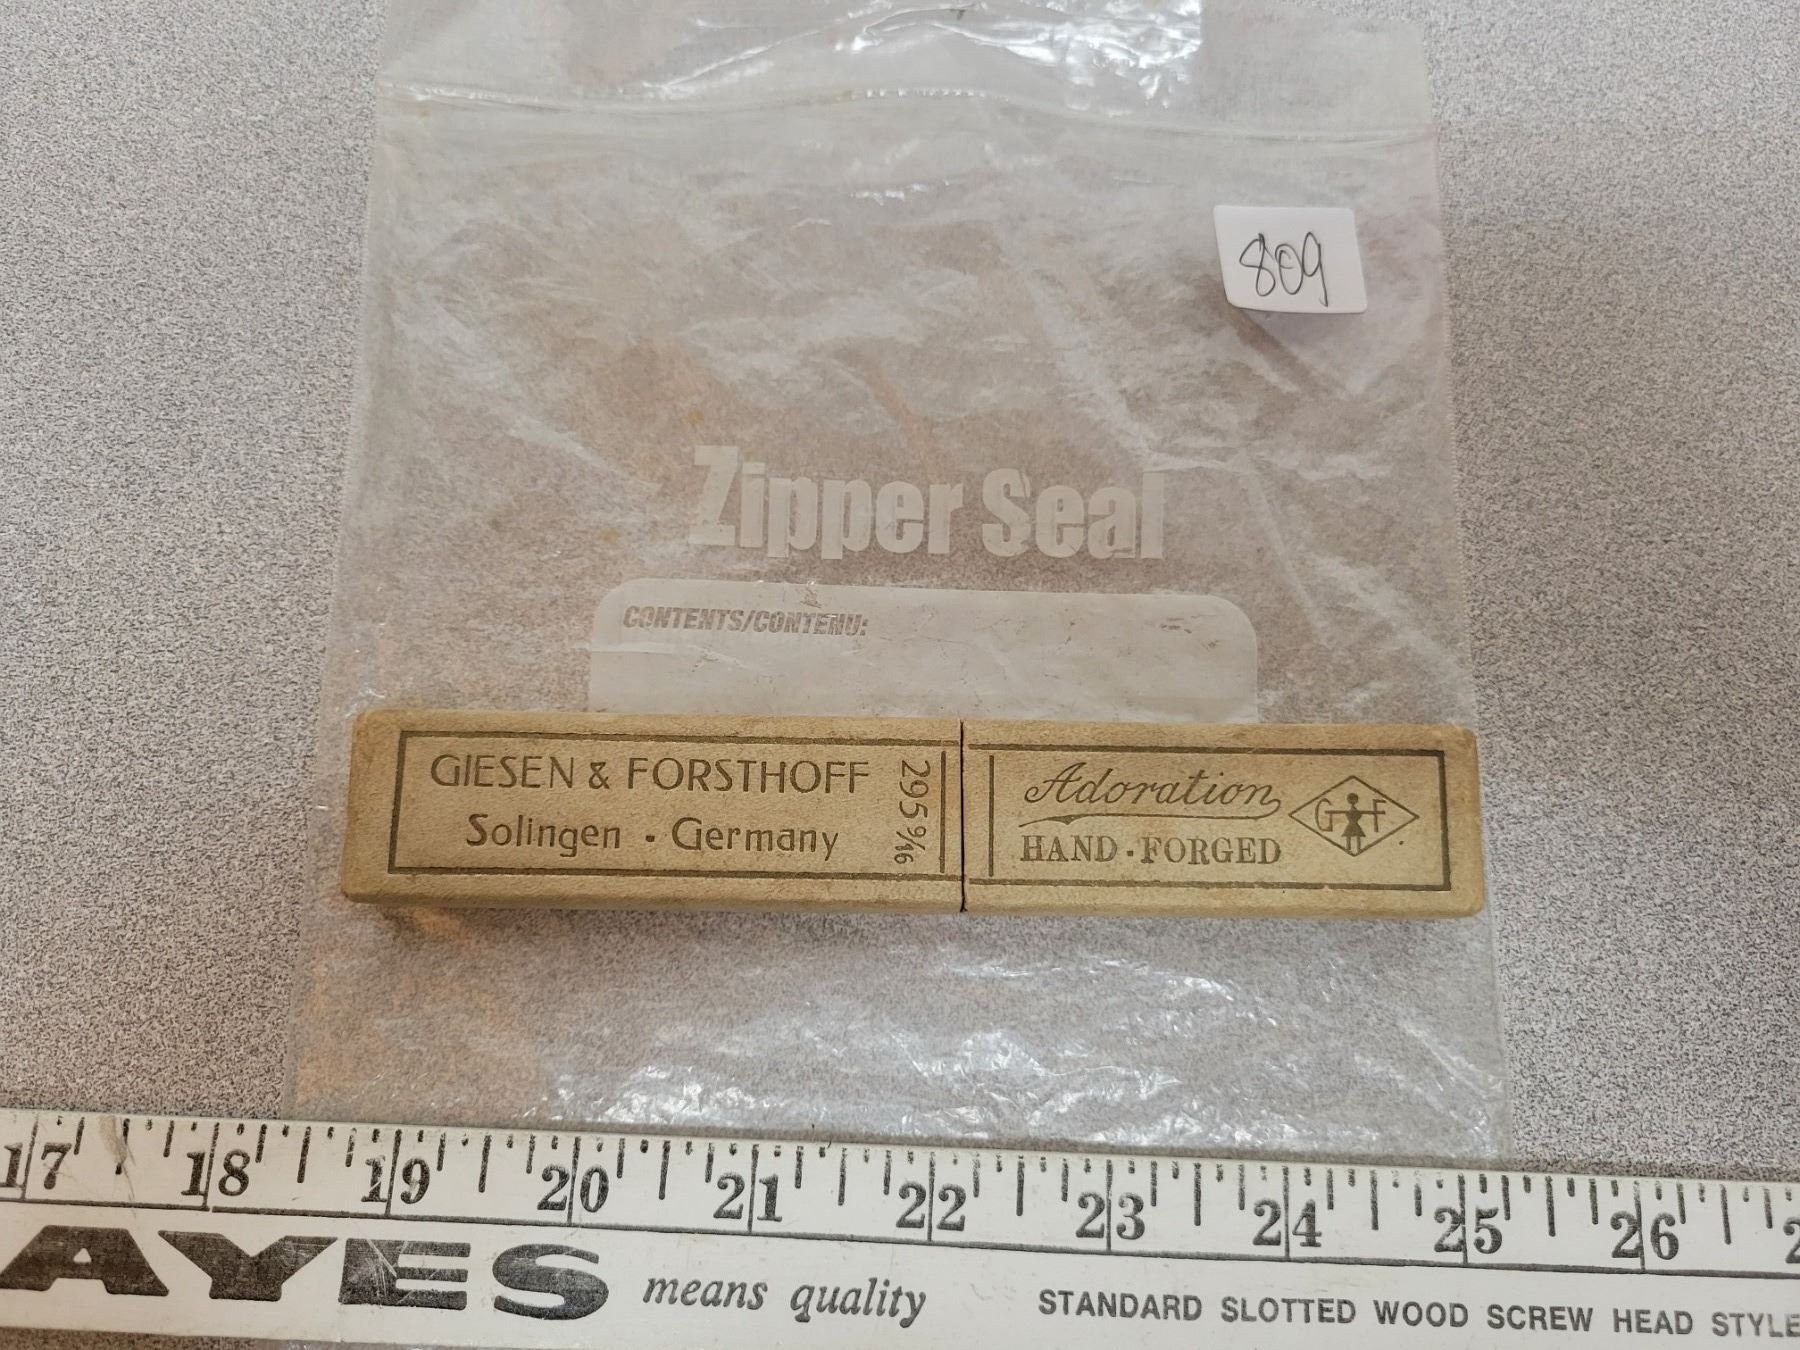 809
Zipper Seal
CONTENTS/CONTENU:
GIESEN & FORSTHOFF
Solingen · Germany
295 9/16
Adoration
HAND-FORGED
G F
17 18 19 20 21 22 23 24 25 26 2
AYES means quality STANDARD SLOTTED WOOD SCREW HEAD STYLE